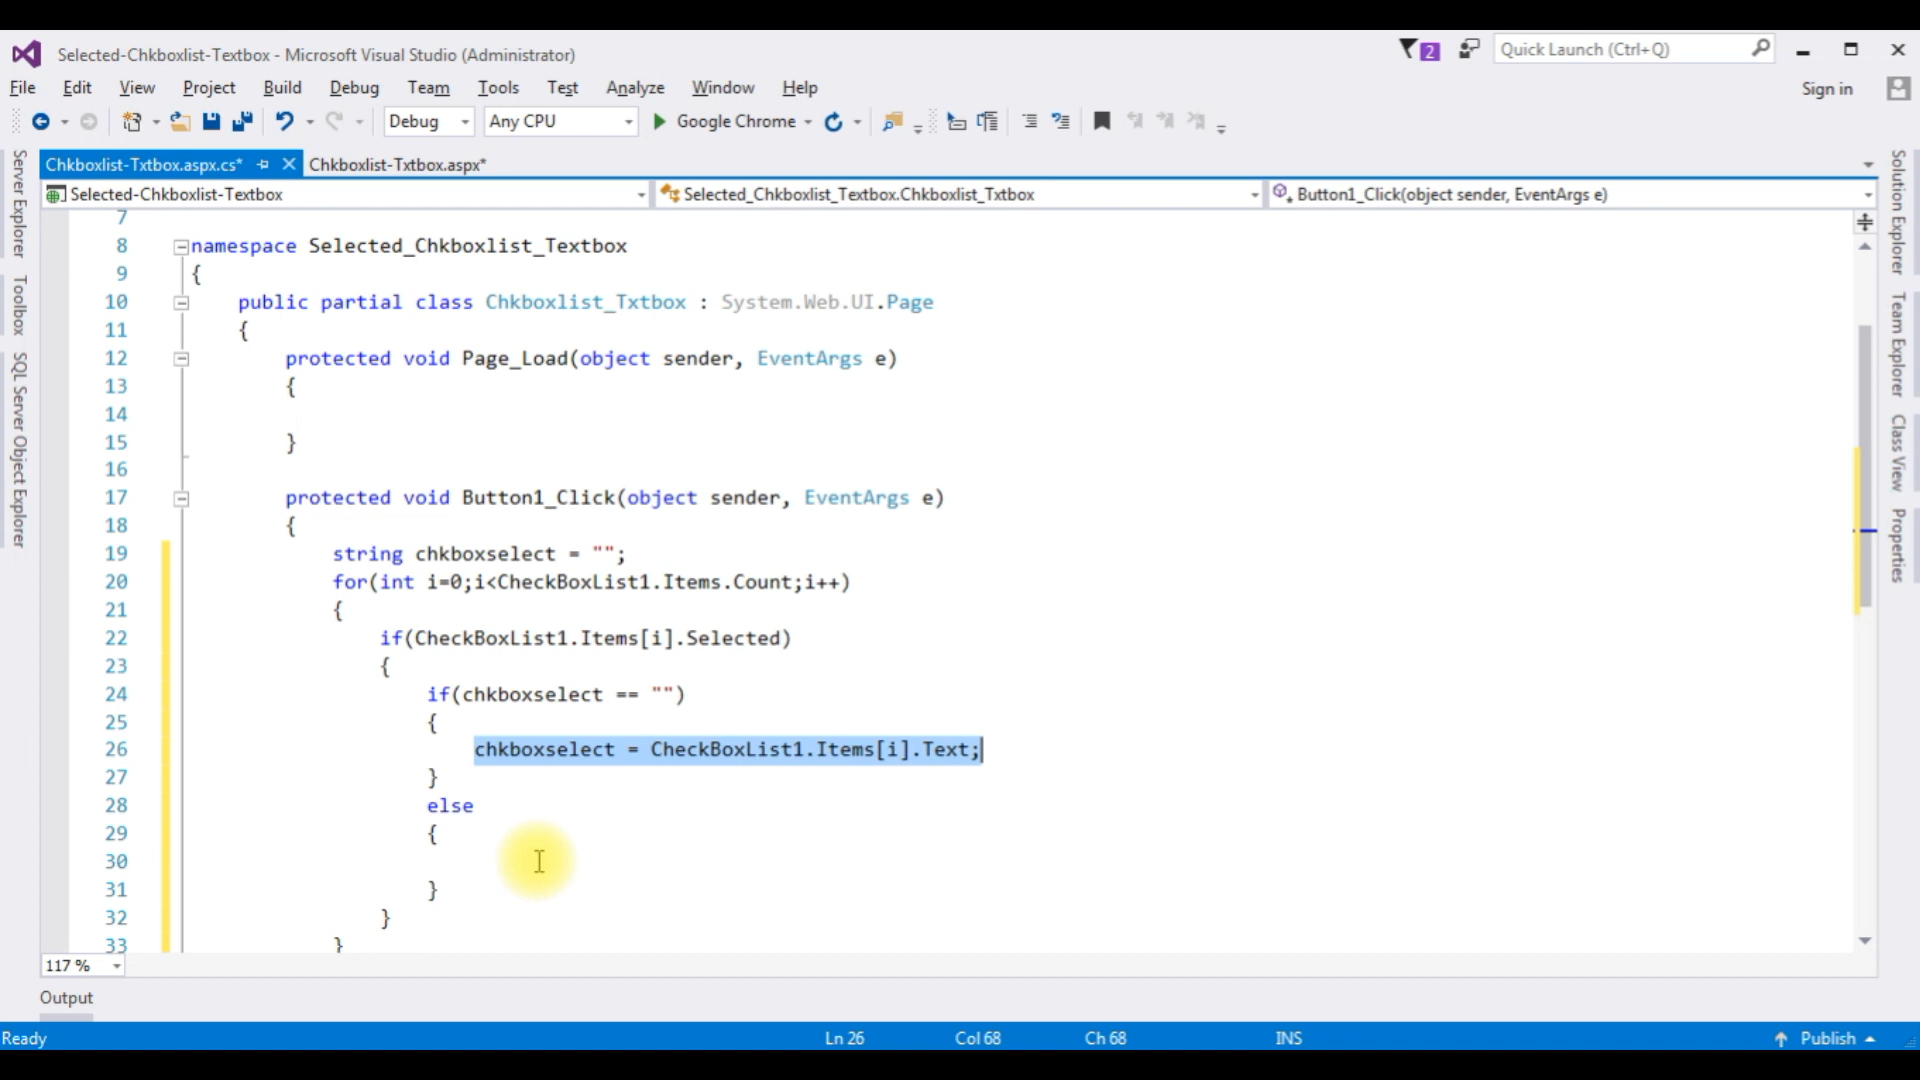 Selected-Chkboxlist-Textbox - Microsoft Visual Studio (Administrator)
2
Quick Launch (Ctrl+Q)
File Edit View Project Build Debug Team Tools Test Analyze Window Help
Sign in
Debug Any CPU Google Chrome
Chkboxlist-Txtbox.aspx.cs* Chkboxlist-Txtbox.aspx*
Selected-Chkboxlist-Textbox Selected_Chkboxlist_Textbox.Chkboxlist_Txtbox Button1_Click(object sender, EventArgs e)
Server Explorer
Toolbox
SQL Server Object Explorer
7
8 namespace Selected_Chkboxlist_Textbox
9 {
10 public partial class Chkboxlist_Txtbox : System.Web.UI.Page
11 {
12 protected void Page_Load(object sender, EventArgs e)
13 {
14
15 }
16
17 protected void Button1_Click(object sender, EventArgs e)
18 {
19 string chkboxselect = "";
20 for(int i=0;i<CheckBoxList1.Items.Count;i++)
21 {
22 if(CheckBoxList1.Items[i].Selected)
23 {
24 if(chkboxselect == "")
25 {
26 chkboxselect = CheckBoxList1.Items[i].Text;
27 }
28 else
29 {
30
31 }
32 }
33 }
Solution Explorer
Team Explorer
Class View
Properties
117 %
Output
Ready Ln 26 Col 68 Ch 68 INS Publish